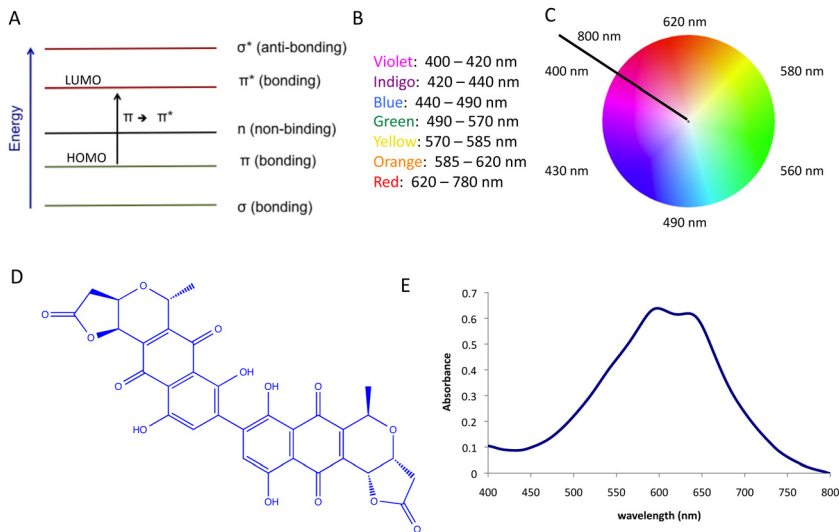 A
Energy
σ* (anti-bonding)
LUMO
π* (bonding)
π → π*
n (non-binding)
HOMO
π (bonding)
σ (bonding)
B
Violet: 400 – 420 nm
Indigo: 420 – 440 nm
Blue: 440 – 490 nm
Green: 490 – 570 nm
Yellow: 570 – 585 nm
Orange: 585 – 620 nm
Red: 620 – 780 nm
C
620 nm
800 nm
400 nm
580 nm
430 nm
560 nm
490 nm
D
O
O
O
O
O
OH
HO
OH
OH
O
O
O
O
O
E
Absorbance
0.7
0.6
0.5
0.4
0.3
0.2
0.1
0
400 450 500 550 600 650 700 750 800
wavelength (nm)